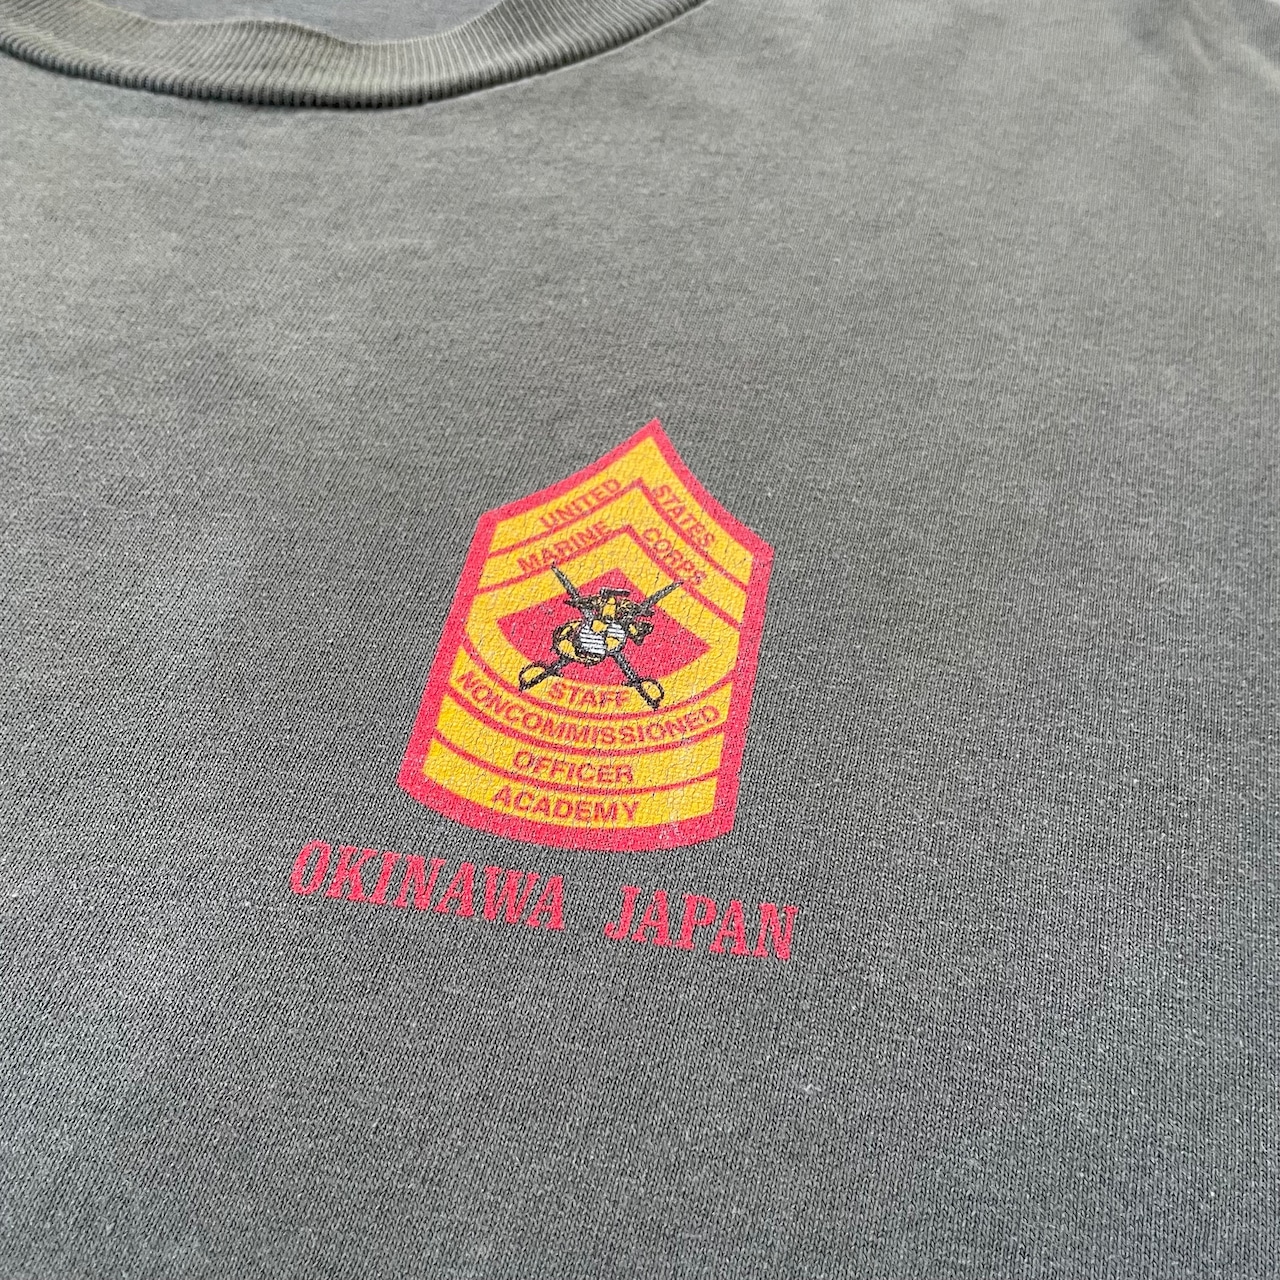 UNITED STATES
MARINE CORPS
STAFF
NONCOMMISSIONED
OFFICER
ACADEMY
OKINAWA JAPAN